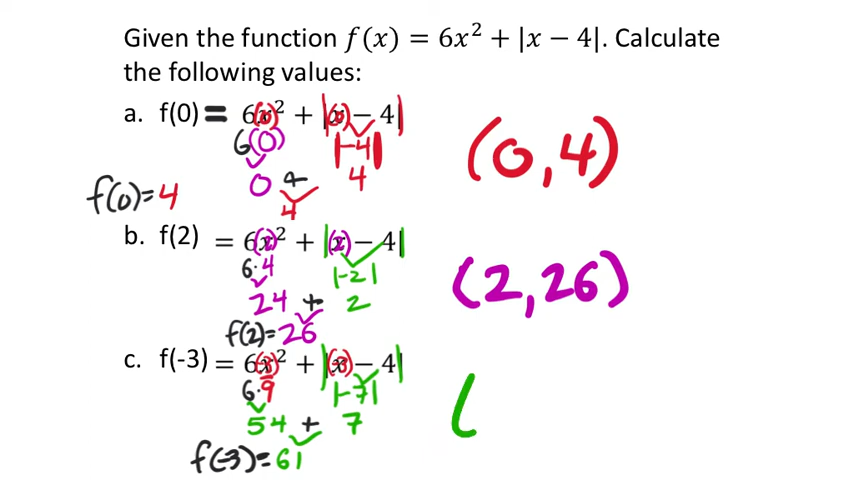 Given the function f(x) = 6x² + |x − 4|. Calculate
the following values:
a. f(0) = 6(0)² + |(0) − 4|
6(0) |-4|
0 + 4
4
f(0)=4
(0,4)
b. f(2) = 6(2)² + |(2) − 4|
6·4 |-2|
24 + 2
f(2)=26
(2,26)
c. f(-3) = 6(-3)² + |(-3) − 4|
6·9 |-7|
54 + 7
f(-3)=61
(